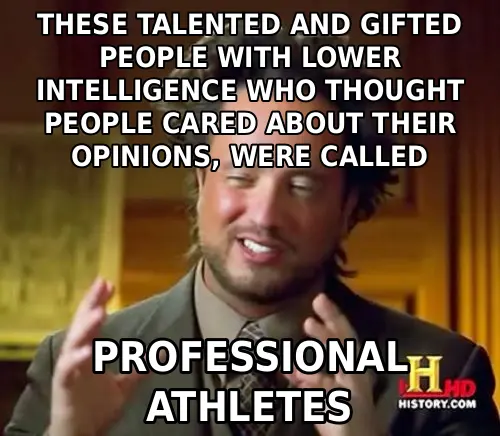 THESE TALENTED AND GIFTED
PEOPLE WITH LOWER
INTELLIGENCE WHO THOUGHT
PEOPLE CARED ABOUT THEIR
OPINIONS, WERE CALLED
PROFESSIONAL
ATHLETES
H HD
HISTORY.COM